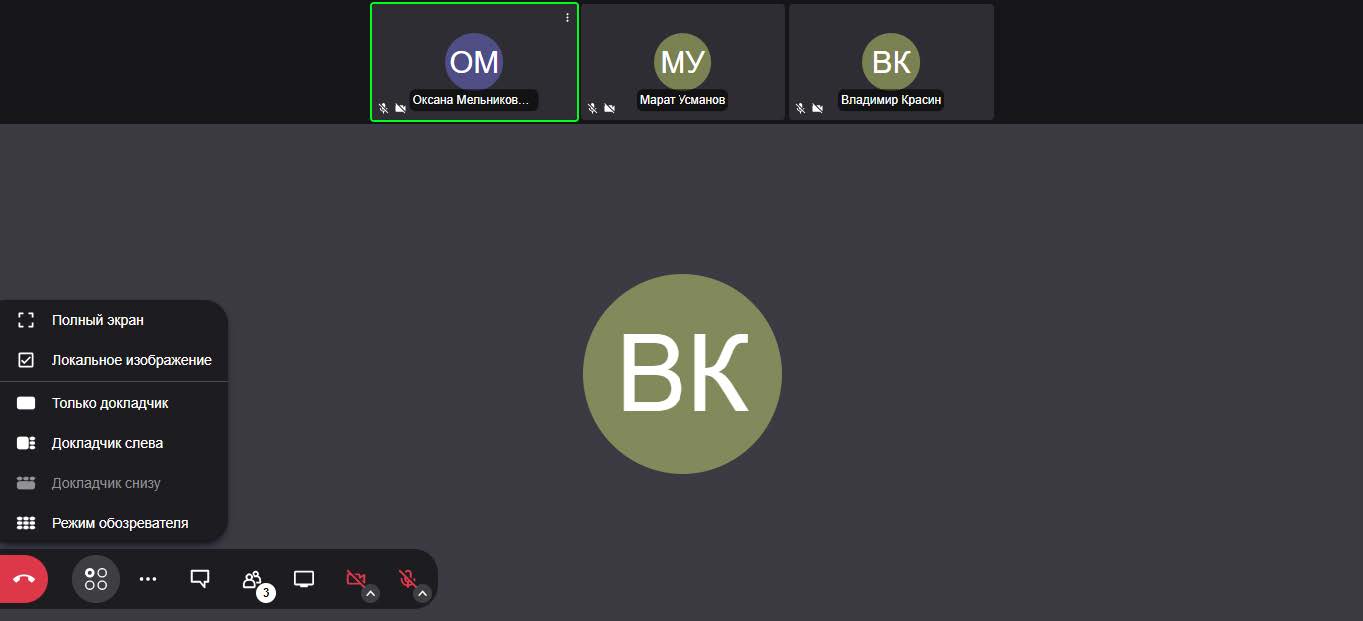 ОМ
Оксана Мельников...
МУ
Марат Усманов
ВК
Владимир Красин
ВК
Полный экран
Локальное изображение
Только докладчик
Докладчик слева
Докладчик снизу
Режим обозревателя
3